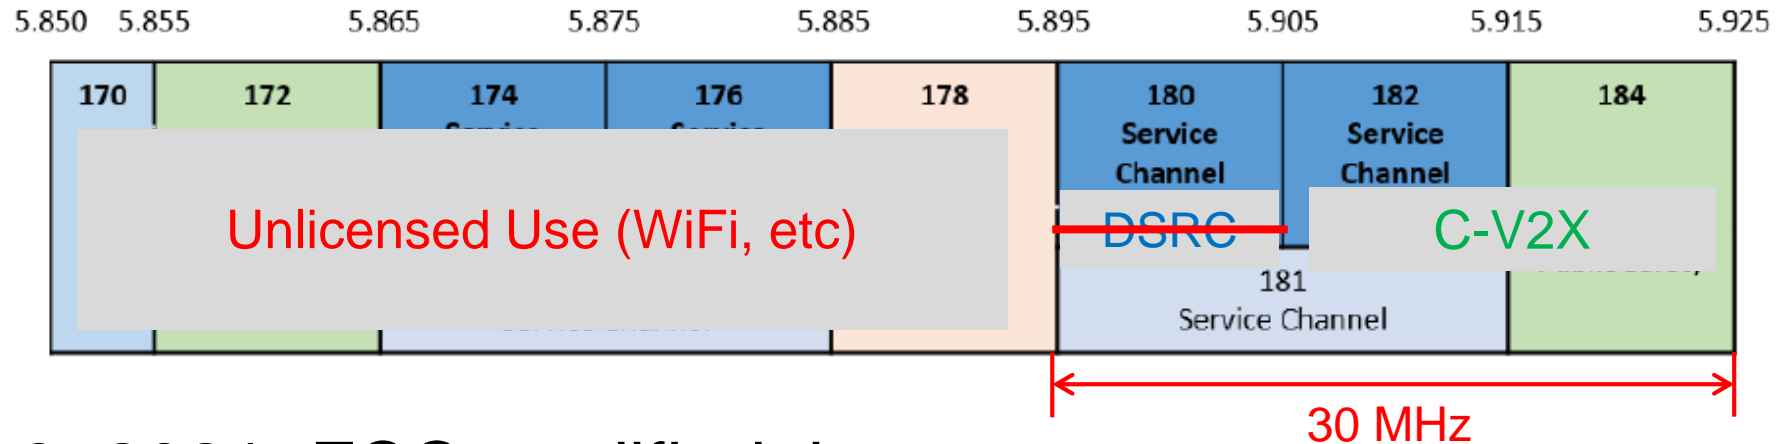 5.850 5.855 5.865 5.875 5.885 5.895 5.905 5.915 5.925
170 172 174 176 178 180 182 184
Service Service
Channel Channel
Unlicensed Use (WiFi, etc) DSRC C-V2X
181
Service Channel
30 MHz